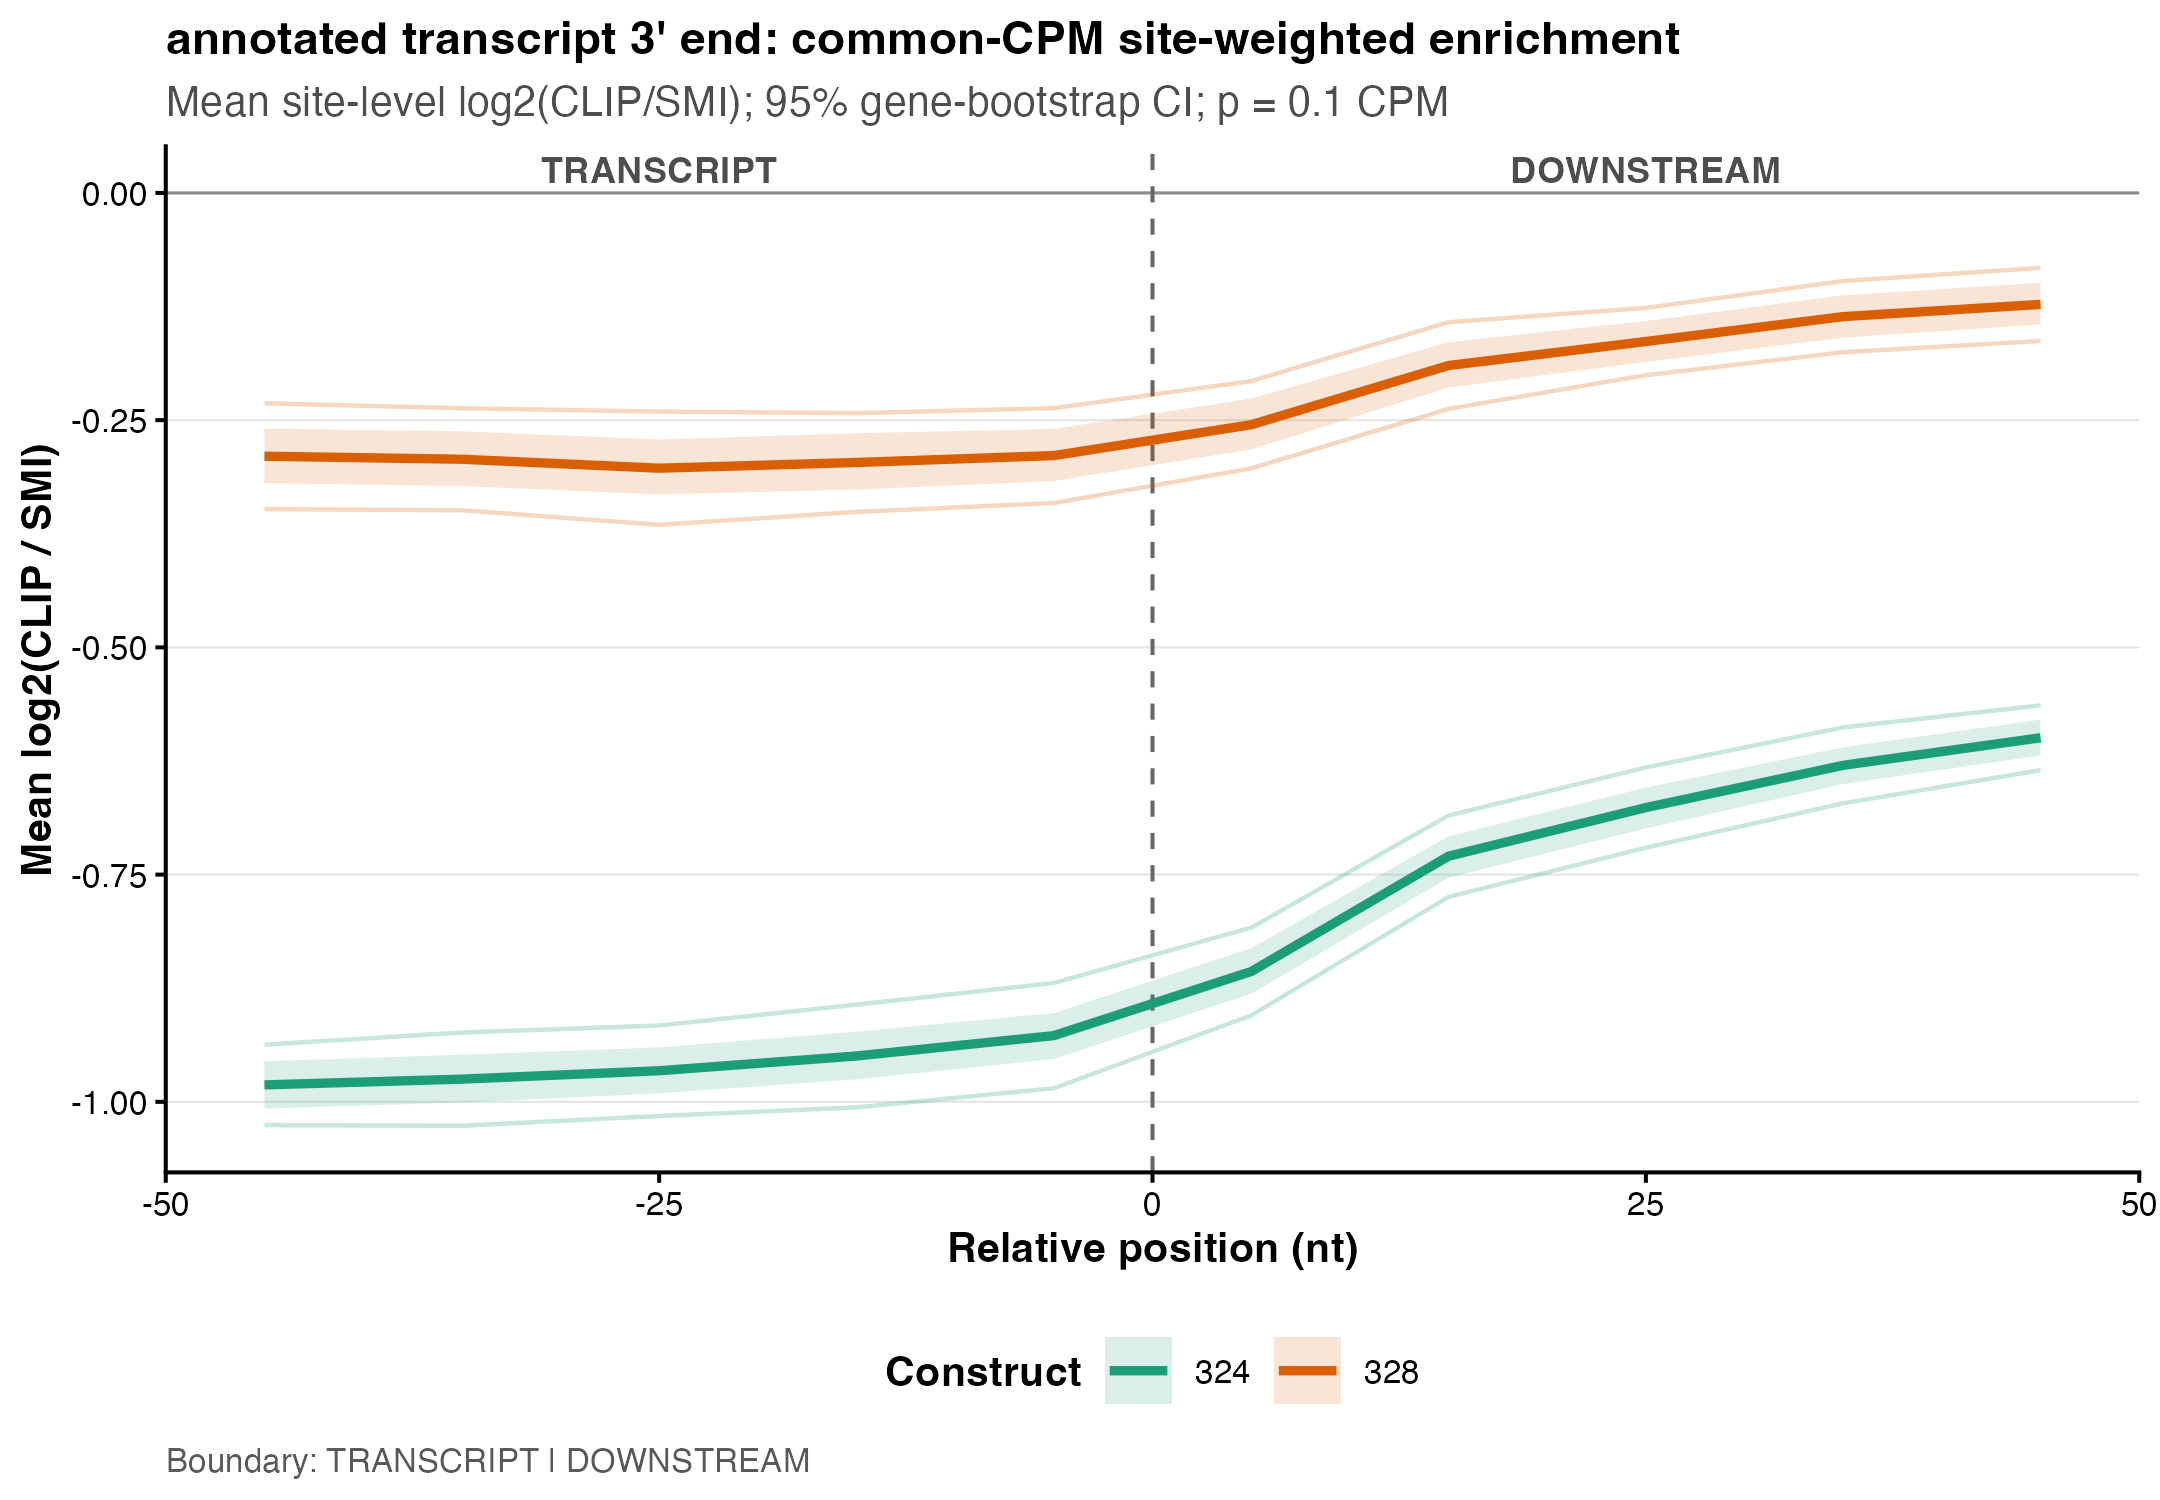 annotated transcript 3' end: common-CPM site-weighted enrichment
Mean site-level log2(CLIP/SMI); 95% gene-bootstrap CI; p = 0.1 CPM
TRANSCRIPT
DOWNSTREAM
0.00
-0.25
-0.50
-0.75
-1.00
Mean log2(CLIP / SMI)
-50
-25
0
25
50
Relative position (nt)
Construct
324
328
Boundary: TRANSCRIPT | DOWNSTREAM